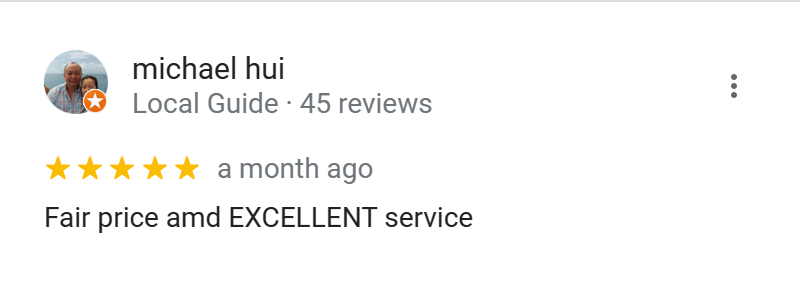 michael hui
Local Guide · 45 reviews
a month ago
Fair price amd EXCELLENT service